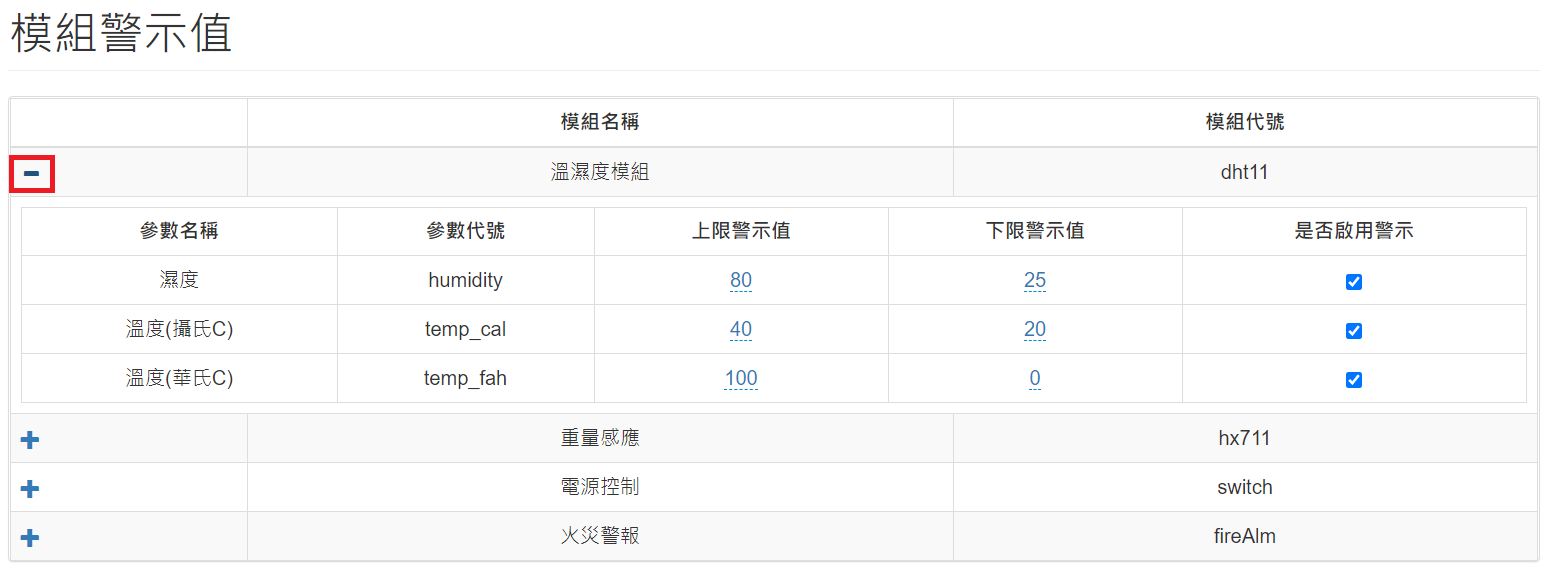 模組警示值
模組名稱 模組代號
溫濕度模組 dht11
參數名稱 參數代號 上限警示值 下限警示值 是否啟用警示
濕度 humidity 80 25
溫度(攝氏C) temp_cal 40 20
溫度(華氏C) temp_fah 100 0
重量感應 hx711
電源控制 switch
火災警報 fireAlm